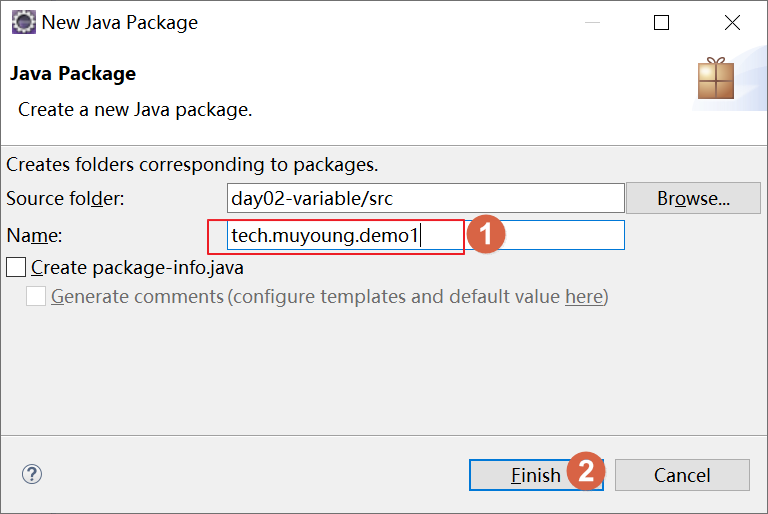 New Java Package
Java Package
Create a new Java package.
Creates folders corresponding to packages.
Source folder: day02-variable/src Browse...
Name: tech.muyoung.demo1 1
Create package-info.java
Generate comments (configure templates and default value here)
? Finish 2 Cancel